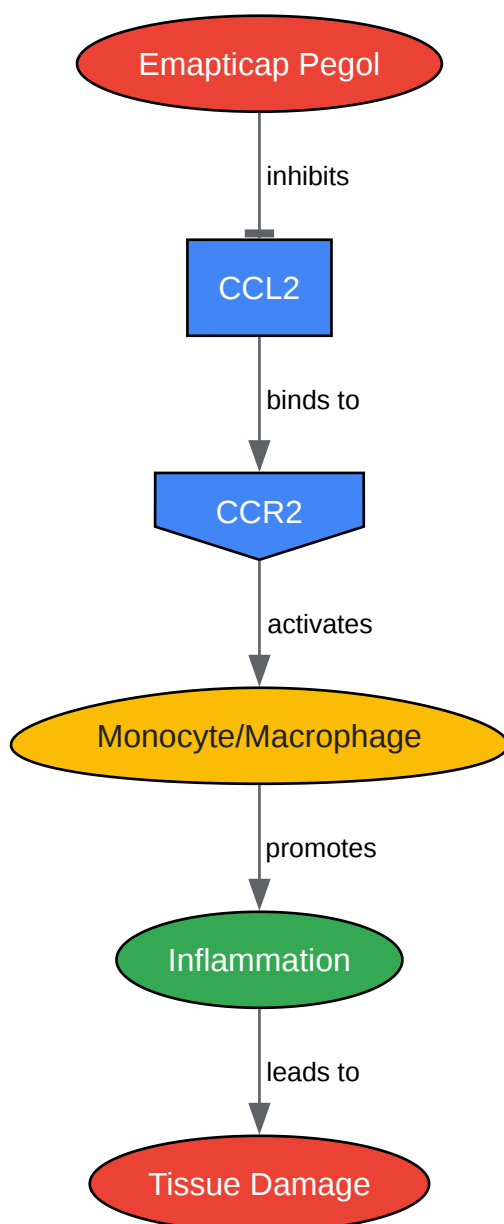 Emapticap Pegol
inhibits
CCL2
binds to
CCR2
activates
Monocyte/Macrophage
promotes
Inflammation
leads to
Tissue Damage